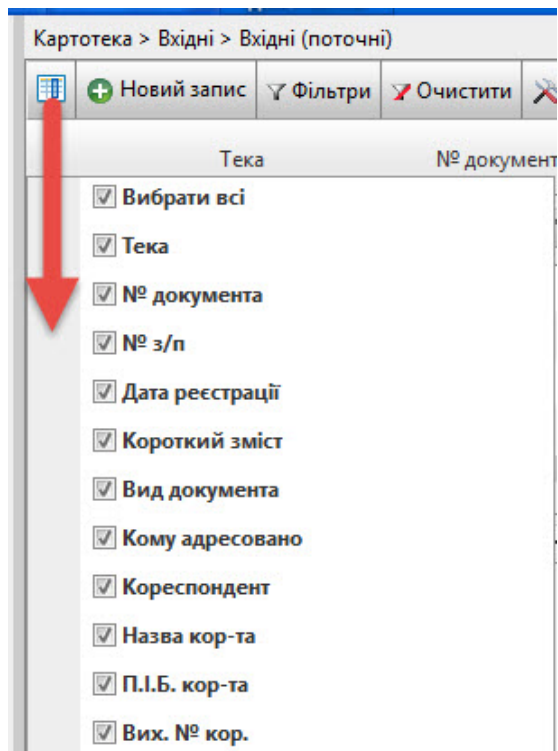 Картотека > Вхідні > Вхідні (поточні)
Новий запис Фільтри Очистити
Тека № документ
Вибрати всі
Тека
№ документа
№ з/п
Дата реєстрації
Короткий зміст
Вид документа
Кому адресовано
Кореспондент
Назва кор-та
П.І.Б. кор-та
Вих. № кор.